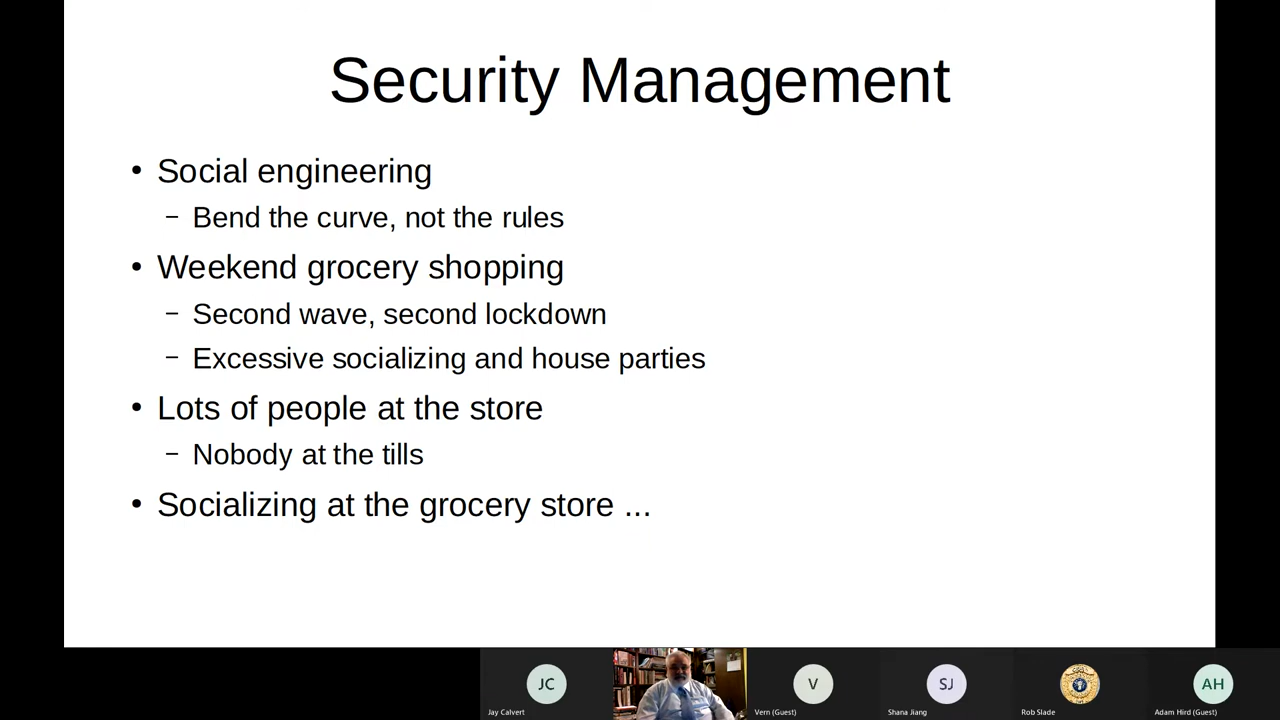 Security Management
• Social engineering
– Bend the curve, not the rules
• Weekend grocery shopping
– Second wave, second lockdown
– Excessive socializing and house parties
• Lots of people at the store
– Nobody at the tills
• Socializing at the grocery store ...
JC
V
SJ
AH
Jay Calvert
Vern (Guest)
Shana Jiang
Rob Slade
Adam Hird (Guest)